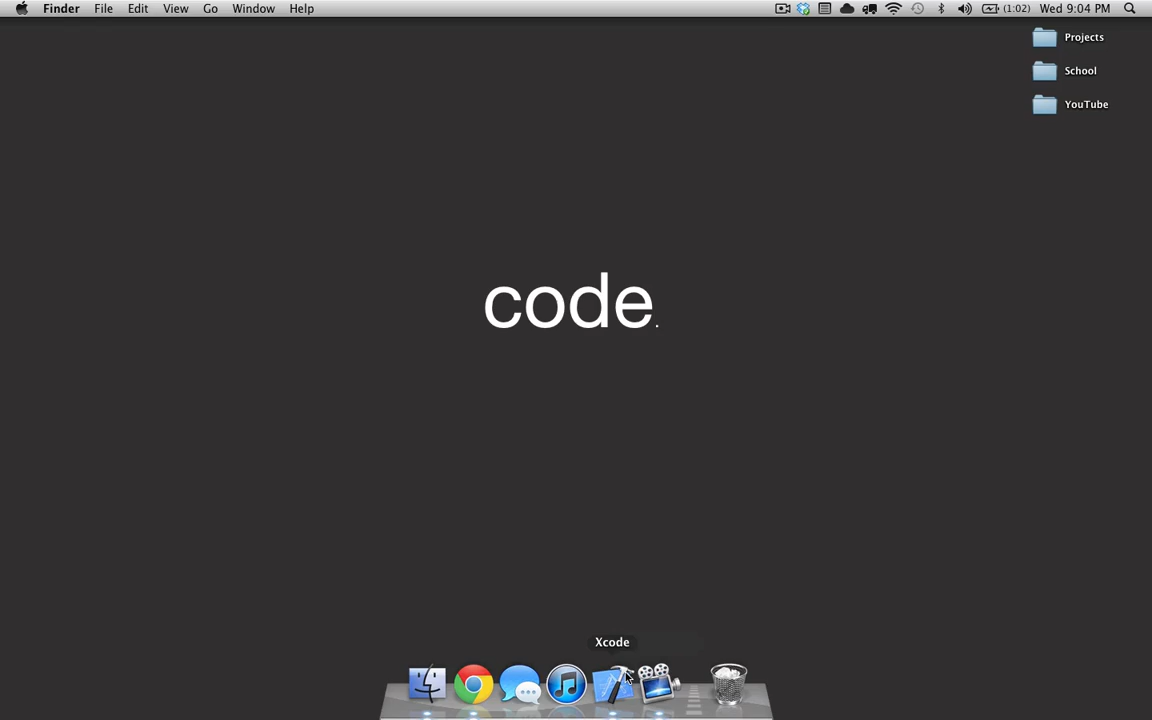 Finder File Edit View Go Window Help (1:02) Wed 9:04 PM
Projects
School
YouTube
code.
Xcode